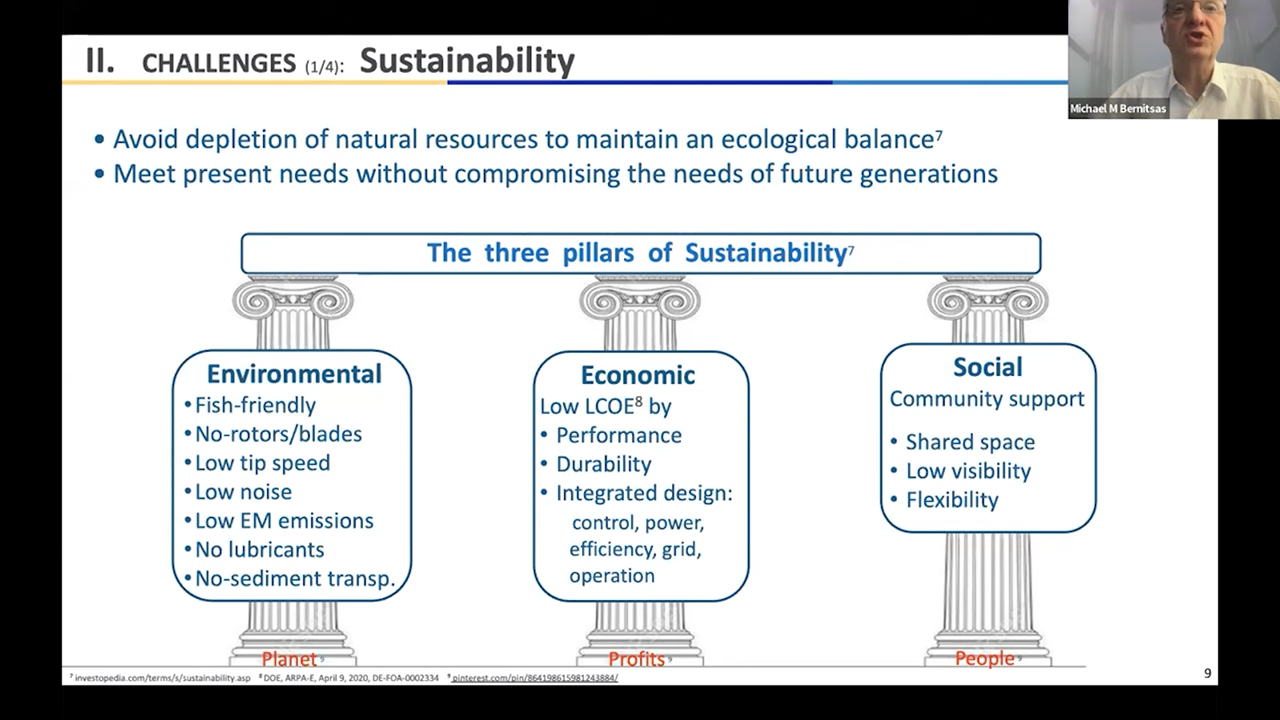 II. CHALLENGES (1/4): Sustainability
Michael M Bernitsas
• Avoid depletion of natural resources to maintain an ecological balance7
• Meet present needs without compromising the needs of future generations
The three pillars of Sustainability7
Environmental
• Fish-friendly
• No-rotors/blades
• Low tip speed
• Low noise
• Low EM emissions
• No lubricants
• No-sediment transp.
Planet9
Economic
Low LCOE8 by
• Performance
• Durability
• Integrated design:
control, power,
efficiency, grid,
operation
Profits9
Social
Community support
• Shared space
• Low visibility
• Flexibility
People9
7 investopedia.com/terms/s/sustainability.asp 8 DOE, ARPA-E, April 9, 2020, DE-FOA-0002334 9 pinterest.com/pin/864198615981243884/
9